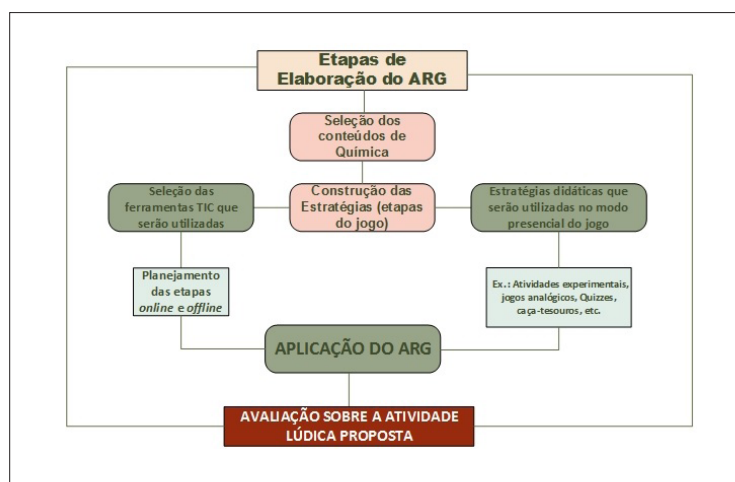 Etapas de
Elaboração do ARG
Seleção dos
conteúdos de
Química
Seleção das
ferramentas TIC que
serão utilizadas
Construção das
Estratégias (etapas
do jogo)
Estratégias didáticas que
serão utilizadas no modo
presencial do jogo
Planejamento
das etapas
online e offline
Ex.: Atividades experimentais,
jogos analógicos, Quizzes,
caça-tesouros, etc.
APLICAÇÃO DO ARG
AVALIAÇÃO SOBRE A ATIVIDADE
LÚDICA PROPOSTA